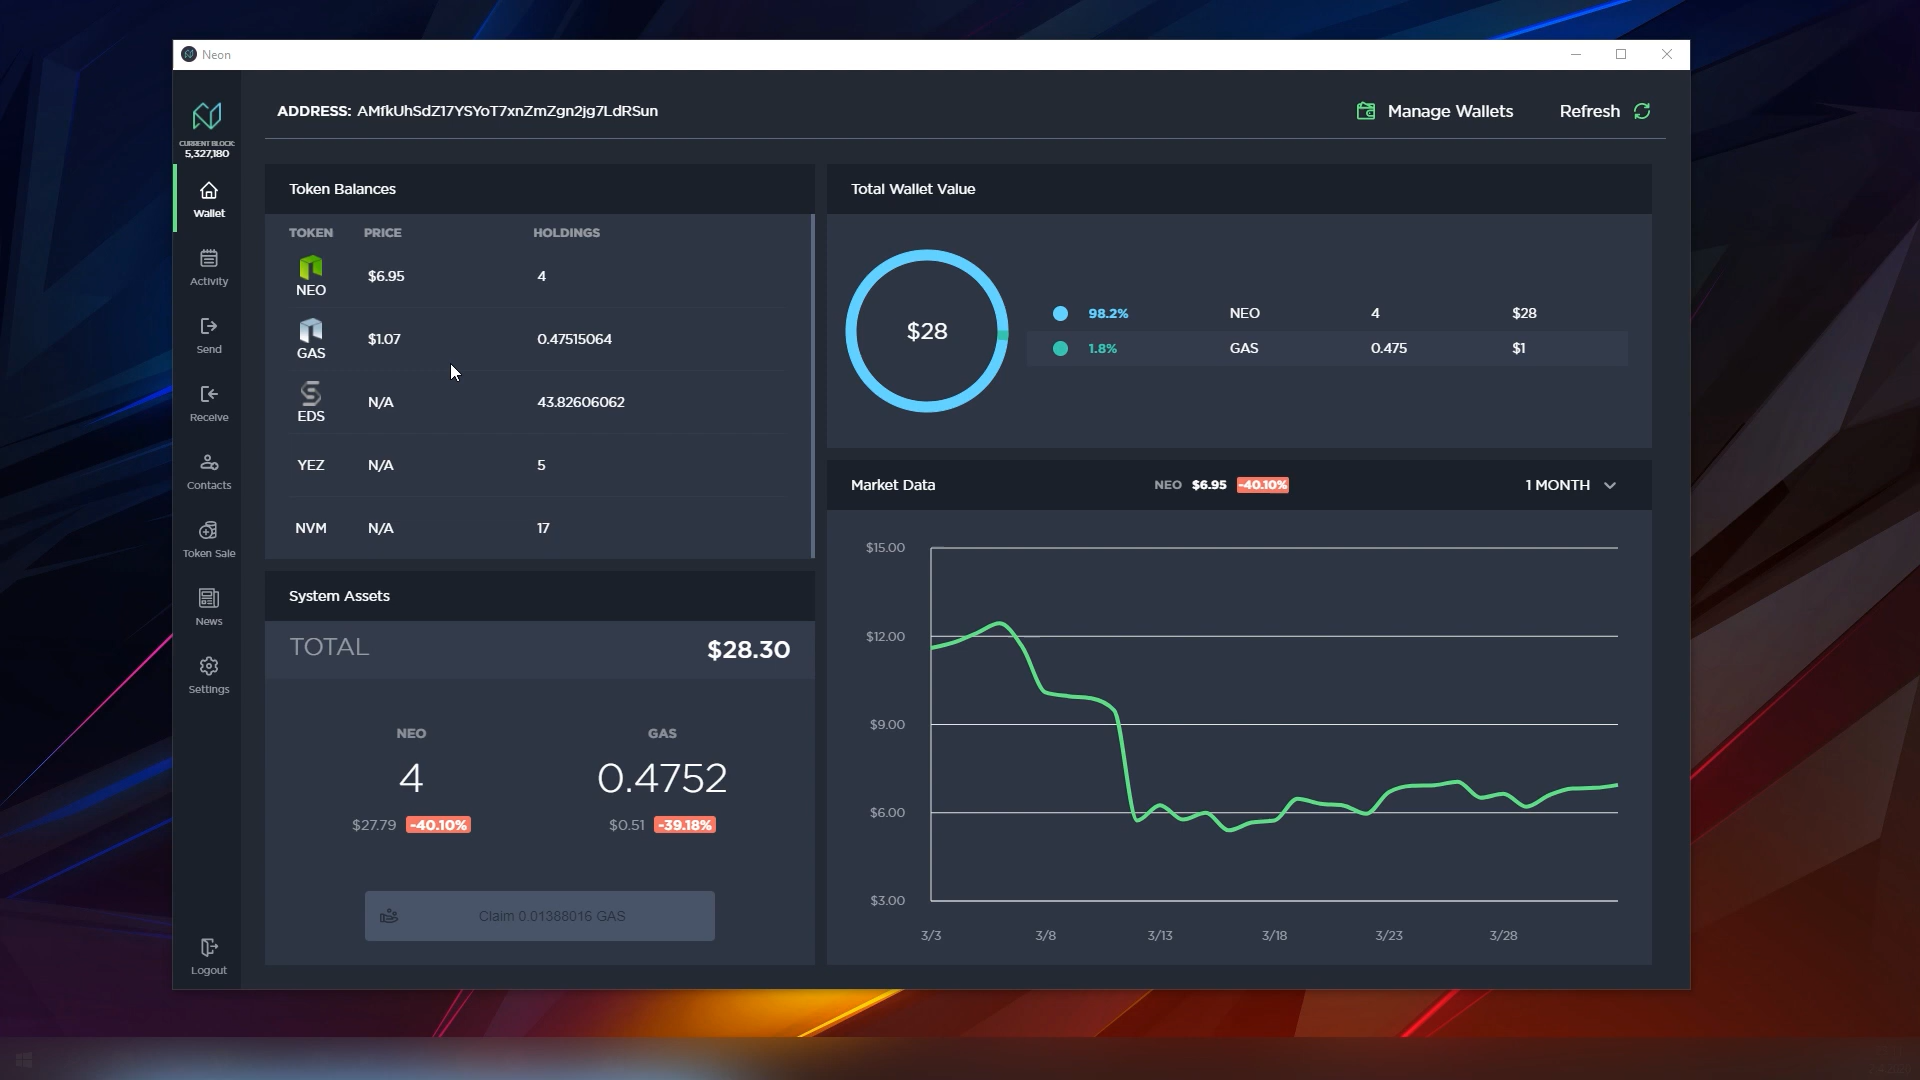 Neon
ADDRESS: AMfkUhSdZ17YSYoT7xnZmZgn2jg7LdRSun
Manage Wallets
Refresh
CURRENT BLOCK:
5,327,180
Wallet
Activity
Send
Receive
Contacts
Token Sale
News
Settings
Logout
Token Balances
TOKEN PRICE HOLDINGS
NEO $6.95 4
GAS $1.07 0.47515064
EDS N/A 43.82606062
YEZ N/A 5
NVM N/A 17
System Assets
TOTAL $28.30
NEO GAS
4 0.4752
$27.79 -40.10% $0.51 -39.18%
Claim 0.01388016 GAS
Total Wallet Value
$28
98.2% NEO 4 $28
1.8% GAS 0.475 $1
Market Data NEO $6.95 -40.10% 1 MONTH
$15.00
$12.00
$9.00
$6.00
$3.00
3/3 3/8 3/13 3/18 3/23 3/28